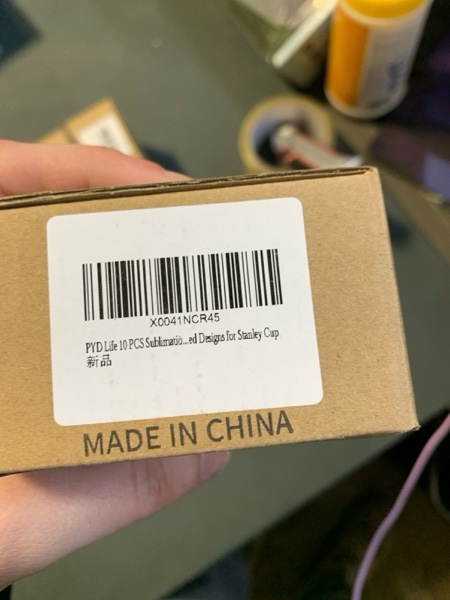 X0041NCR45
PYD Life 10 PCS Sublimatio...ed Designs for Stanley Cup
新品
MADE IN CHINA